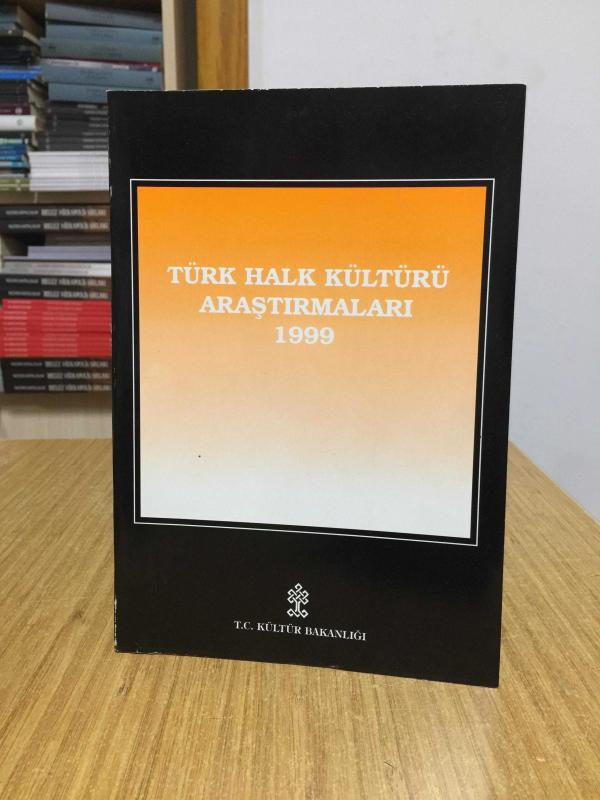 TÜRK HALK KÜLTÜRÜ
ARAŞTIRMALARI
1999
T.C. KÜLTÜR BAKANLIĞI